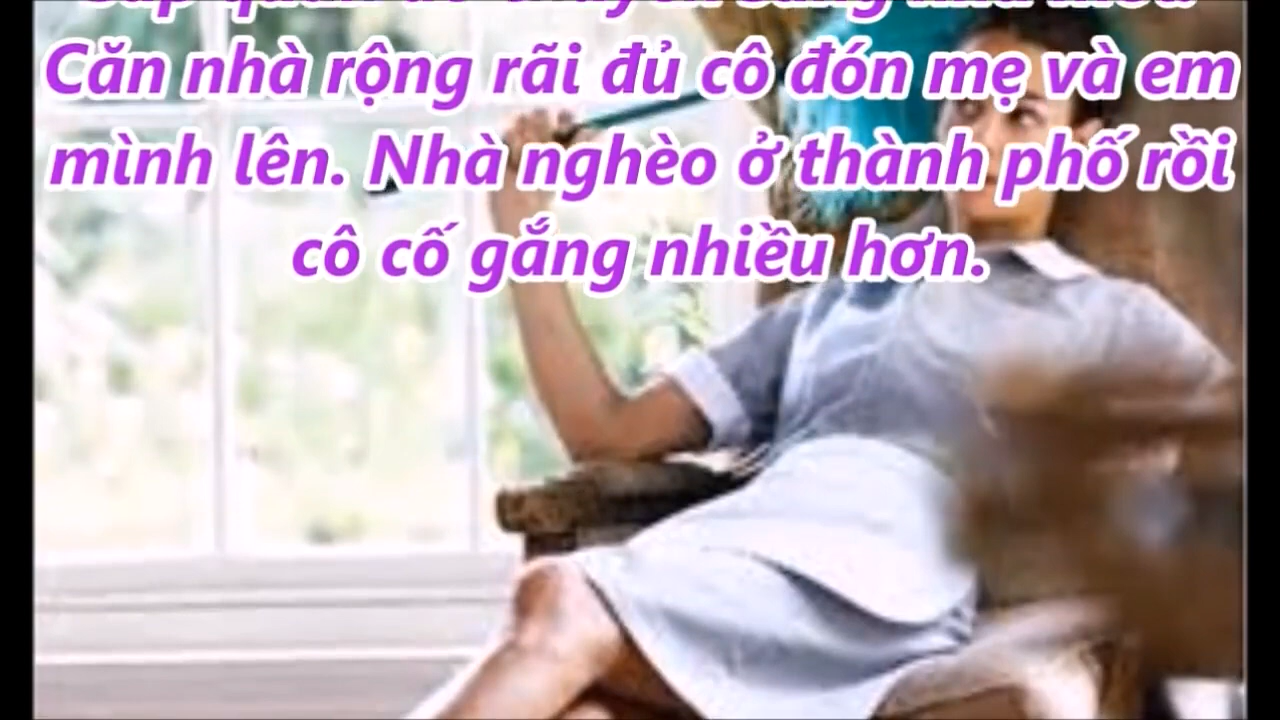 Căn nhà rộng rãi đủ cô đón mẹ và em
mình lên. Nhà nghèo ở thành phố rồi
cô cố gắng nhiều hơn.